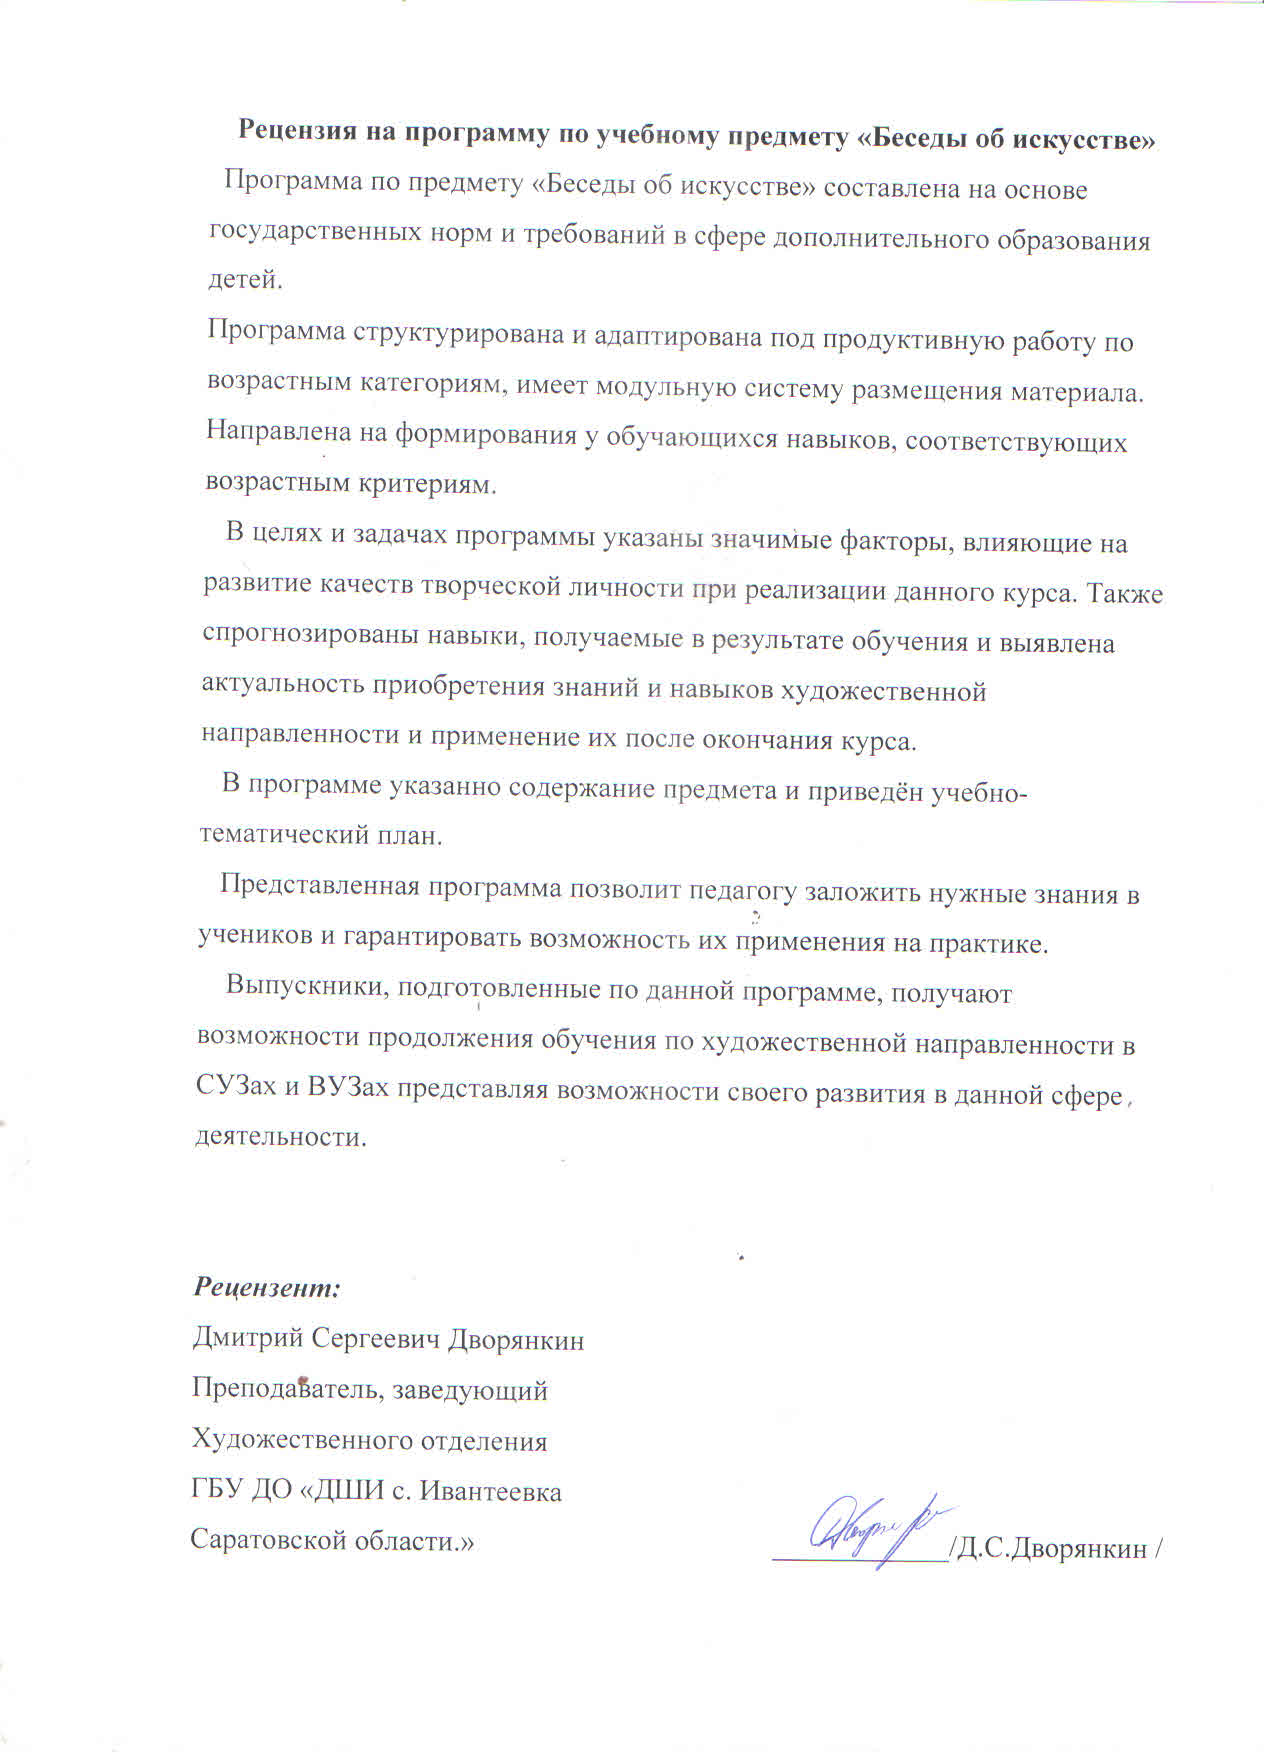 Рецензия на программу по учебному предмету «Беседы об искусстве»
Программа по предмету «Беседы об искусстве» составлена на основе
государственных норм и требований в сфере дополнительного образования
детей.
Программа структурирована и адаптирована под продуктивную работу по
возрастным категориям, имеет модульную систему размещения материала.
Направлена на формирования у обучающихся навыков, соответствующих
возрастным критериям.
В целях и задачах программы указаны значимые факторы, влияющие на
развитие качеств творческой личности при реализации данного курса. Также
спрогнозированы навыки, получаемые в результате обучения и выявлена
актуальность приобретения знаний и навыков художественной
направленности и применение их после окончания курса.
В программе указанно содержание предмета и приведён учебно-
тематический план.
Представленная программа позволит педагогу заложить нужные знания в
учеников и гарантировать возможность их применения на практике.
Выпускники, подготовленные по данной программе, получают
возможности продолжения обучения по художественной направленности в
СУЗах и ВУЗах представляя возможности своего развития в данной сфере
деятельности.
Рецензент:
Дмитрий Сергеевич Дворянкин
Преподаватель, заведующий
Художественного отделения
ГБУ ДО «ДШИ с. Ивантеевка
Саратовской области.»
/Д.С.Дворянкин /